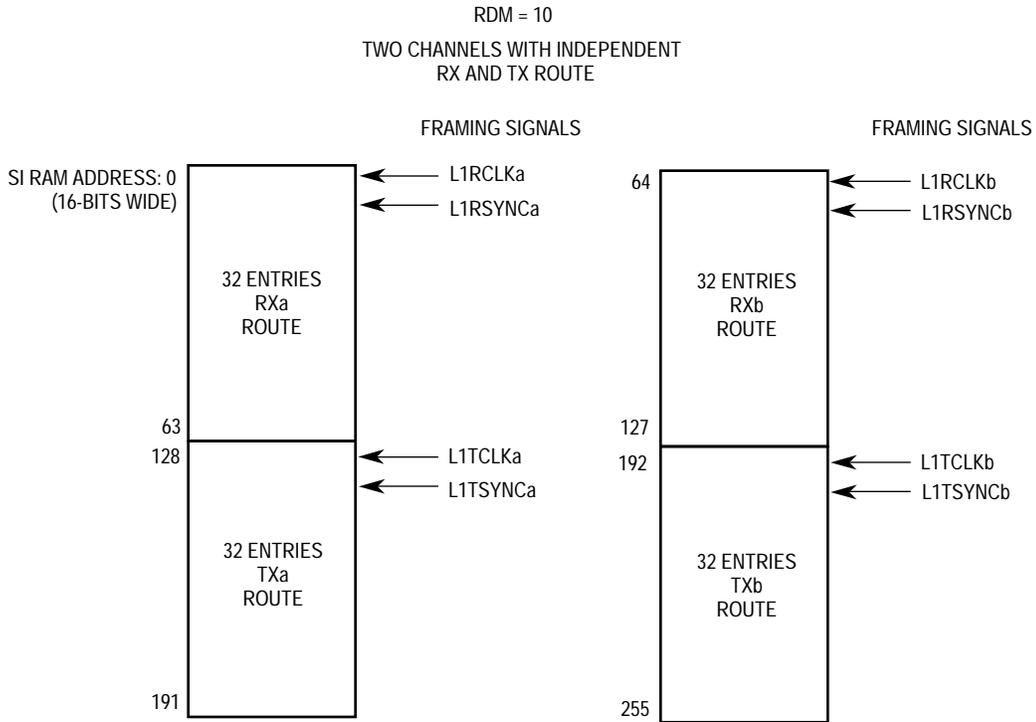 RDM = 10
TWO CHANNELS WITH INDEPENDENT
RX AND TX ROUTE
FRAMING SIGNALS
FRAMING SIGNALS
SI RAM ADDRESS: 0
(16-BITS WIDE)
L1RCLKa
L1RSYNCa
32 ENTRIES
RXa
ROUTE
63
128
L1TCLKa
L1TSYNCa
32 ENTRIES
TXa
ROUTE
191
64
L1RCLKb
L1RSYNCb
32 ENTRIES
RXb
ROUTE
127
192
L1TCLKb
L1TSYNCb
32 ENTRIES
TXb
ROUTE
255